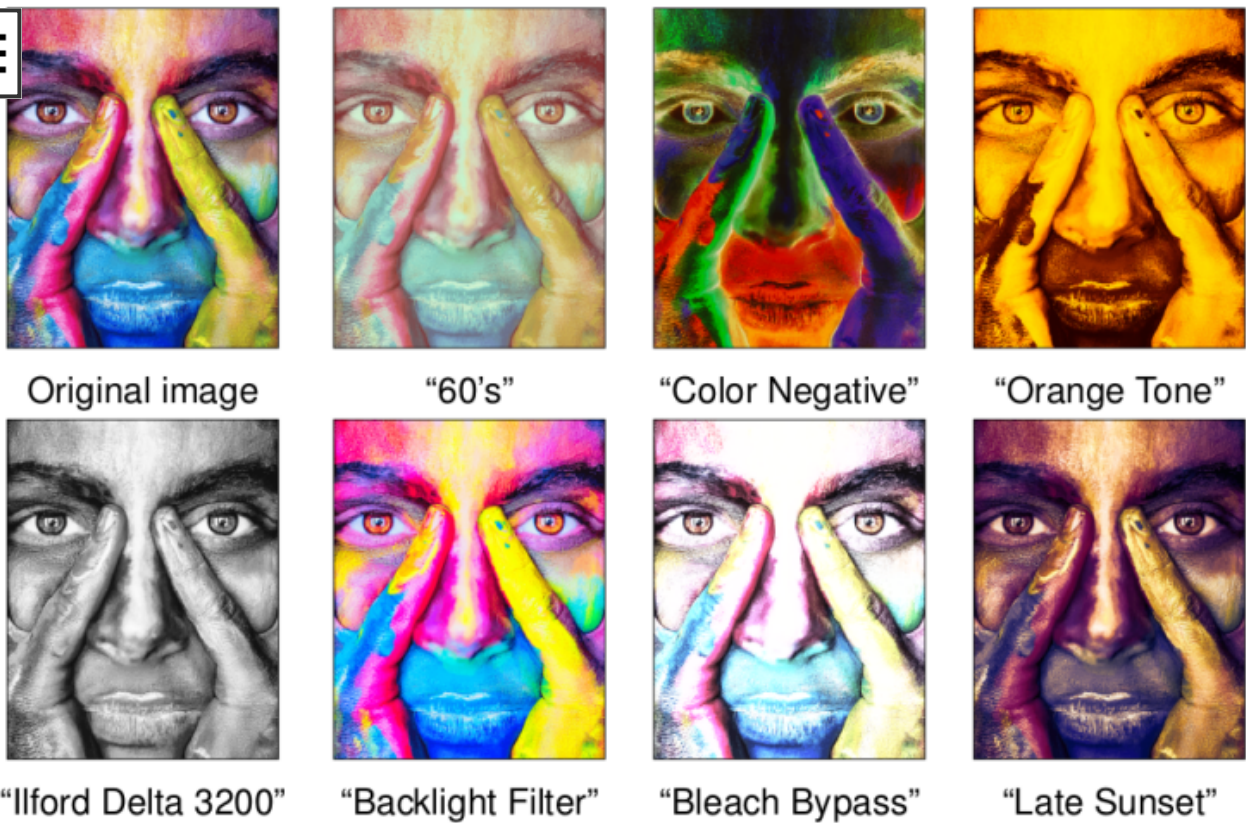 Original image
“60’s”
“Color Negative”
“Orange Tone”
“Ilford Delta 3200”
“Backlight Filter”
“Bleach Bypass”
“Late Sunset”